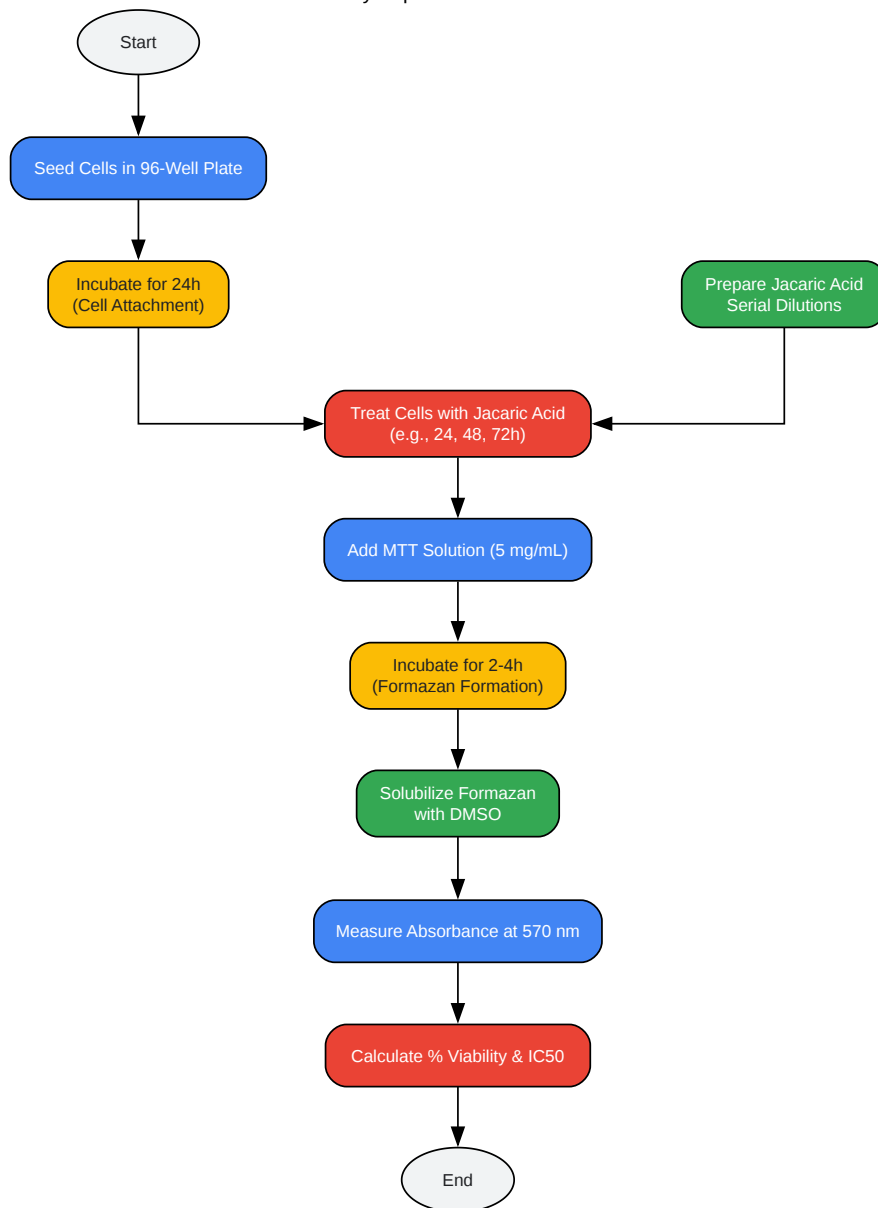 Start
Seed Cells in 96-Well Plate
Incubate for 24h
(Cell Attachment)
Prepare Jacaric Acid
Serial Dilutions
Treat Cells with Jacaric Acid
(e.g., 24, 48, 72h)
Add MTT Solution (5 mg/mL)
Incubate for 2-4h
(Formazan Formation)
Solubilize Formazan
with DMSO
Measure Absorbance at 570 nm
Calculate % Viability & IC50
End